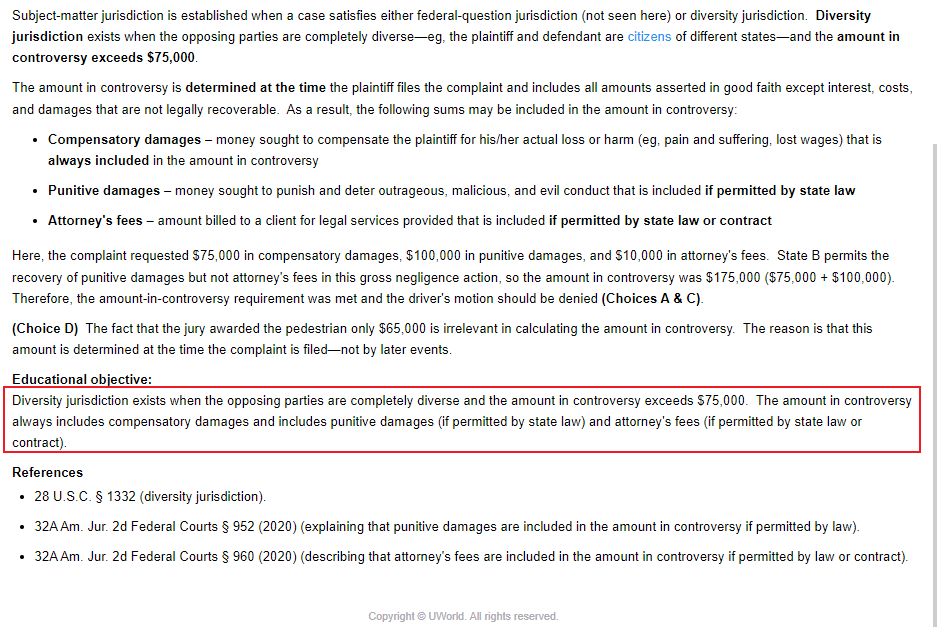 Subject-matter jurisdiction is established when a case satisfies either federal-question jurisdiction (not seen here) or diversity jurisdiction.  Diversity
jurisdiction exists when the opposing parties are completely diverse—eg, the plaintiff and defendant are citizens of different states—and the amount in
controversy exceeds $75,000.
The amount in controversy is determined at the time the plaintiff files the complaint and includes all amounts asserted in good faith except interest, costs,
and damages that are not legally recoverable.  As a result, the following sums may be included in the amount in controversy:
• Compensatory damages – money sought to compensate the plaintiff for his/her actual loss or harm (eg, pain and suffering, lost wages) that is
always included in the amount in controversy
• Punitive damages – money sought to punish and deter outrageous, malicious, and evil conduct that is included if permitted by state law
• Attorney's fees – amount billed to a client for legal services provided that is included if permitted by state law or contract
Here, the complaint requested $75,000 in compensatory damages, $100,000 in punitive damages, and $10,000 in attorney's fees.  State B permits the
recovery of punitive damages but not attorney's fees in this gross negligence action, so the amount in controversy was $175,000 ($75,000 + $100,000).
Therefore, the amount-in-controversy requirement was met and the driver's motion should be denied (Choices A & C).
(Choice D)  The fact that the jury awarded the pedestrian only $65,000 is irrelevant in calculating the amount in controversy.  The reason is that this
amount is determined at the time the complaint is filed—not by later events.
Educational objective:
Diversity jurisdiction exists when the opposing parties are completely diverse and the amount in controversy exceeds $75,000.  The amount in controversy
always includes compensatory damages and includes punitive damages (if permitted by state law) and attorney's fees (if permitted by state law or
contract).
References
• 28 U.S.C. § 1332 (diversity jurisdiction).
• 32A Am. Jur. 2d Federal Courts § 952 (2020) (explaining that punitive damages are included in the amount in controversy if permitted by law).
• 32A Am. Jur. 2d Federal Courts § 960 (2020) (describing that attorney's fees are included in the amount in controversy if permitted by law or contract).
Copyright © UWorld. All rights reserved.